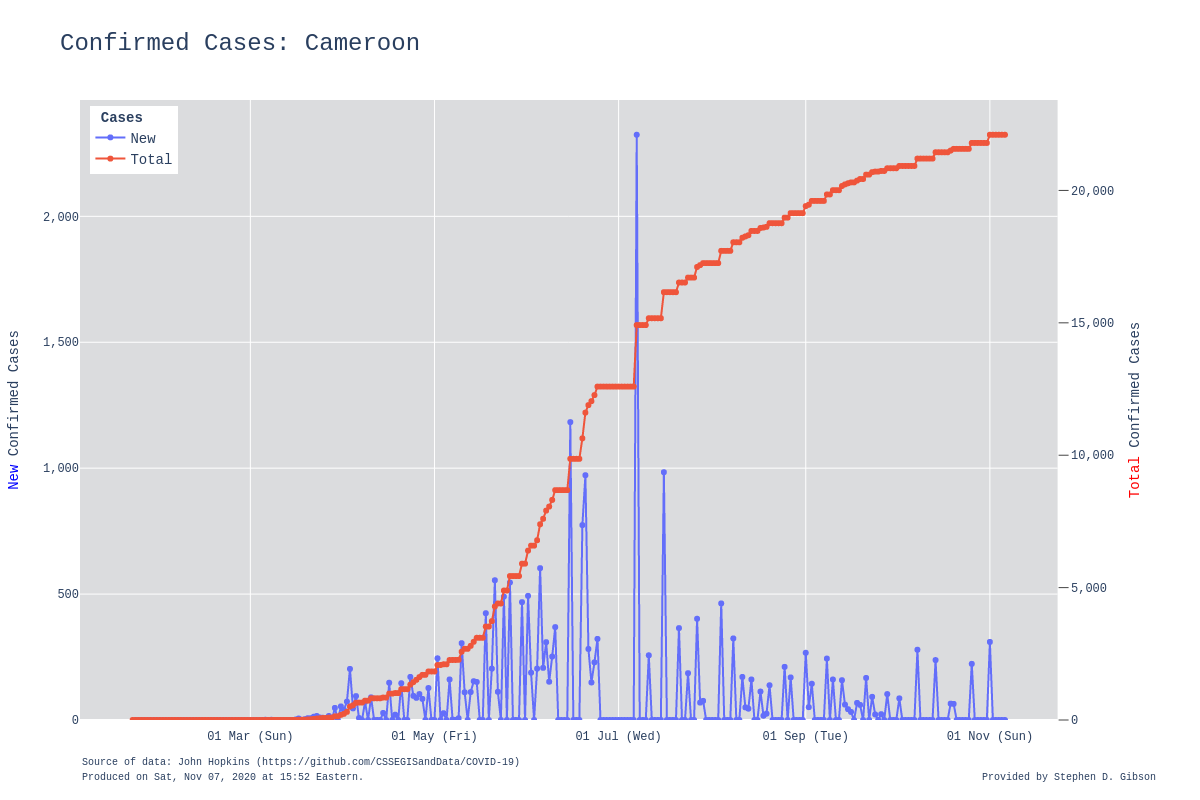 Confirmed Cases: Cameroon
Cases
New
Total
2,000
1,500
1,000
500
0
New Confirmed Cases
20,000
15,000
10,000
5,000
0
Total Confirmed Cases
01 Mar (Sun)
01 May (Fri)
01 Jul (Wed)
01 Sep (Tue)
01 Nov (Sun)
Source of data: John Hopkins (https://github.com/CSSEGISandData/COVID-19)
Produced on Sat, Nov 07, 2020 at 15:52 Eastern.
Provided by Stephen D. Gibson